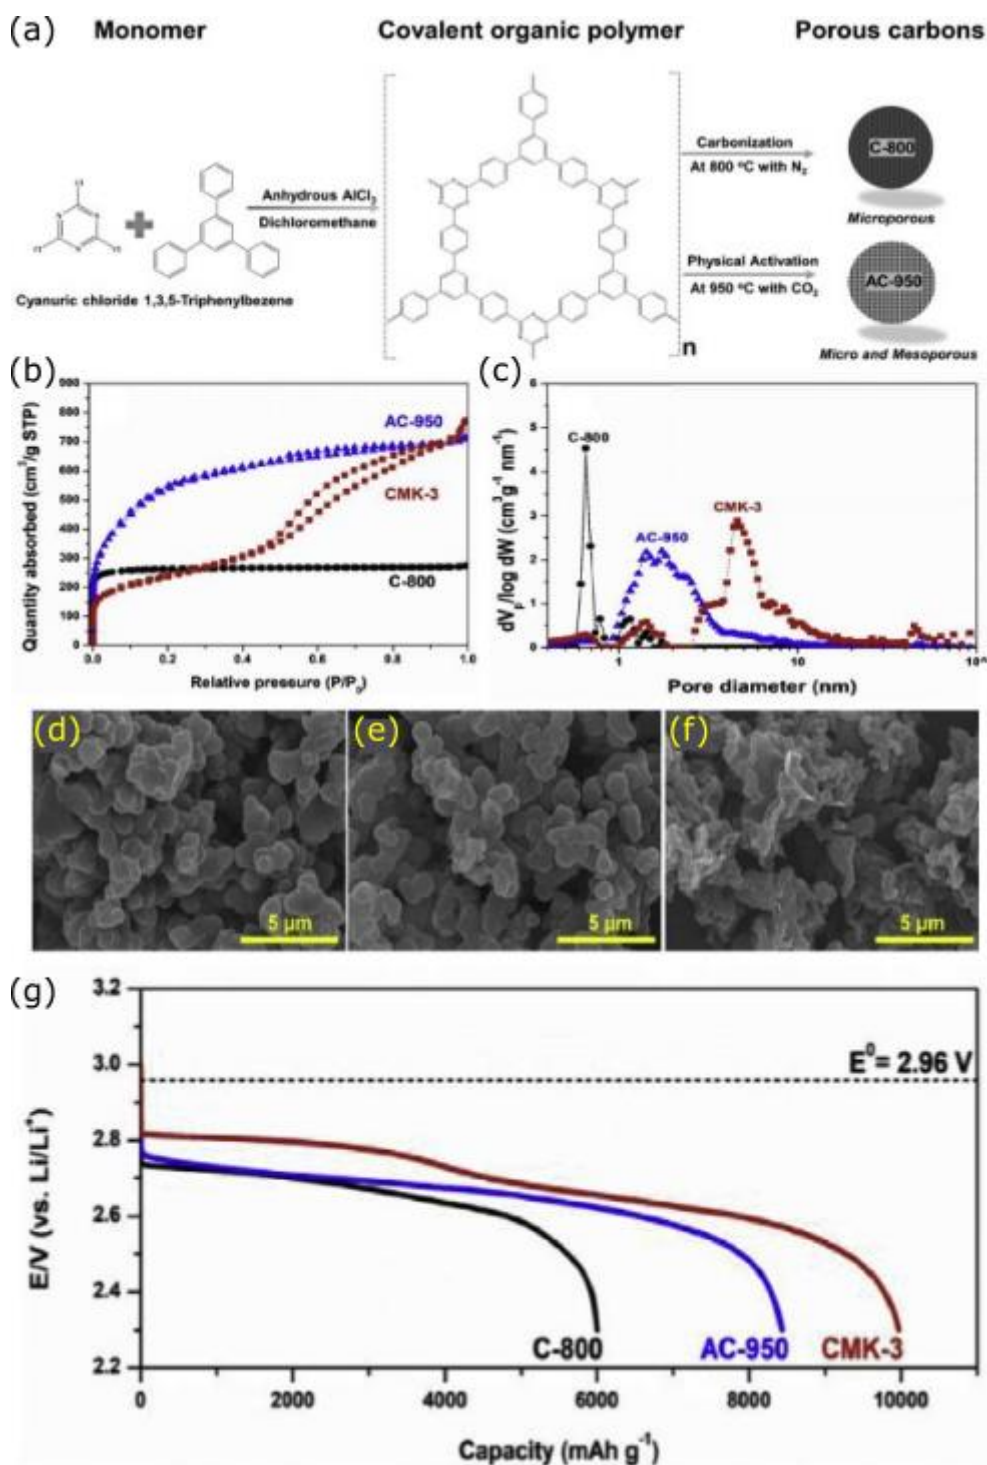 (a) Monomer Covalent organic polymer Porous carbons
Cl
Cl
Cl
N
N
N
Anhydrous AlCl3
Dichloromethane
Cyanuric chloride 1,3,5-Triphenylbezene
n
Carbonization
At 800 °C with N2
C-800
Microporous
Physical Activation
At 950 °C with CO2
AC-950
Micro and Mesoporous
(b)
Quantity absorbed (cm3/g STP)
900
800
700
600
500
400
300
200
100
0
AC-950
CMK-3
C-800
0.0 0.2 0.4 0.6 0.8 1.0
Relative pressure (P/P0)
(c)
dVp/log dW (cm3g-1 nm-1)
6
5
4
3
2
1
0
C-800
AC-950
CMK-3
1 10
Pore diameter (nm)
(d) (e) (f)
5 µm 5 µm 5 µm
(g)
E/V (vs. Li/Li+)
3.2
3.0
2.8
2.6
2.4
2.2
E0= 2.96 V
C-800 AC-950 CMK-3
0 2000 4000 6000 8000 10000
Capacity (mAh g-1)